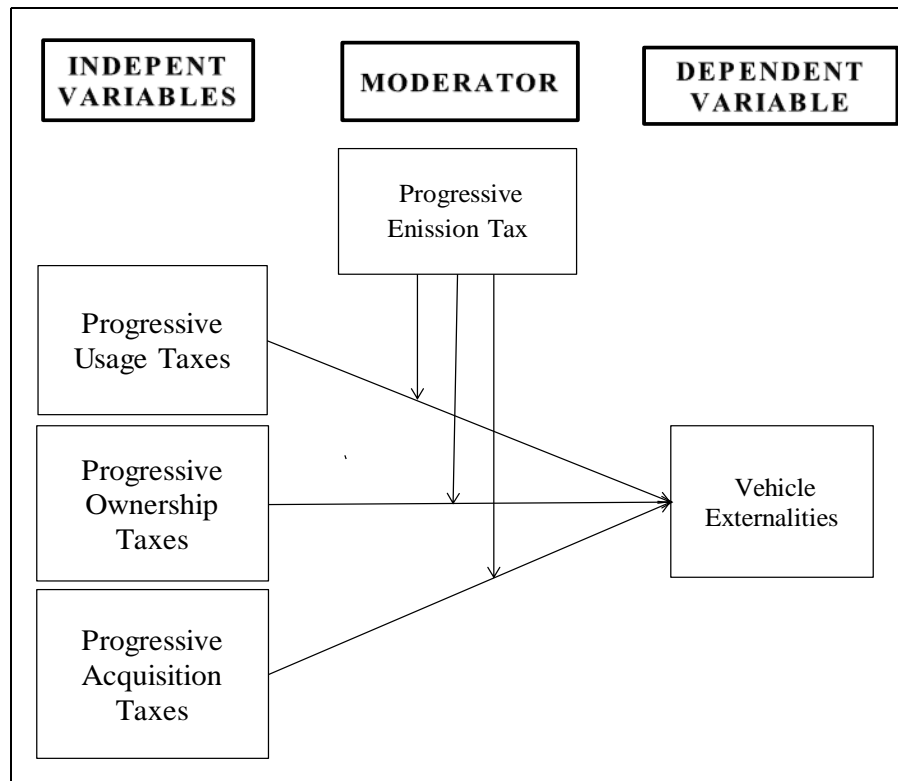 INDEPENT
VARIABLES
MODERATOR
DEPENDENT
VARIABLE
Progressive
Enission Tax
Progressive
Usage Taxes
Progressive
Ownership
Taxes
Vehicle
Externalities
Progressive
Acquisition
Taxes